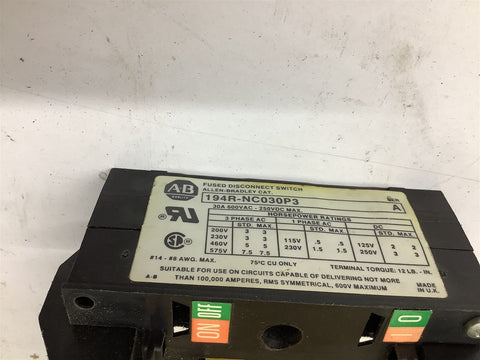 A-B
QUALITY
FUSED DISCONNECT SWITCH
ALLEN-BRADLEY CAT.
194R-NC030P3
SER.
A
30A 600VAC - 250VDC MAX.
HORSEPOWER RATINGS
3 PHASE AC 1 PHASE AC DC
STD. MAX. STD. MAX. STD. MAX.
200V 3 3 115V .5 .5 125V 2 2
230V 3 3 230V 1.5 1.5 250V 3 3
460V 5 5
575V 7.5 7.5
#14 - #8 AWG. MAX. 75°C CU ONLY TERMINAL TORQUE: 12 LB. - IN.
SUITABLE FOR USE ON CIRCUITS CAPABLE OF DELIVERING NOT MORE
THAN 100,000 AMPERES, RMS SYMMETRICAL, 600V MAXIMUM
A-B
MADE IN U.K.
ON OFF
I O